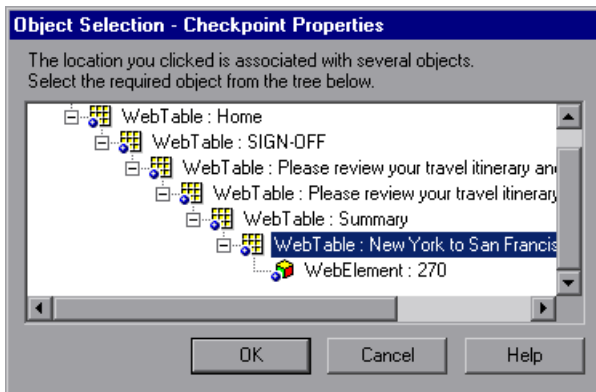 Object Selection - Checkpoint Properties
The location you clicked is associated with several objects.
Select the required object from the tree below.
WebTable : Home
WebTable : SIGN-OFF
WebTable : Please review your travel itinerary an
WebTable : Please review your travel itinerary
WebTable : Summary
WebTable : New York to San Francis
WebElement : 270
OK Cancel Help